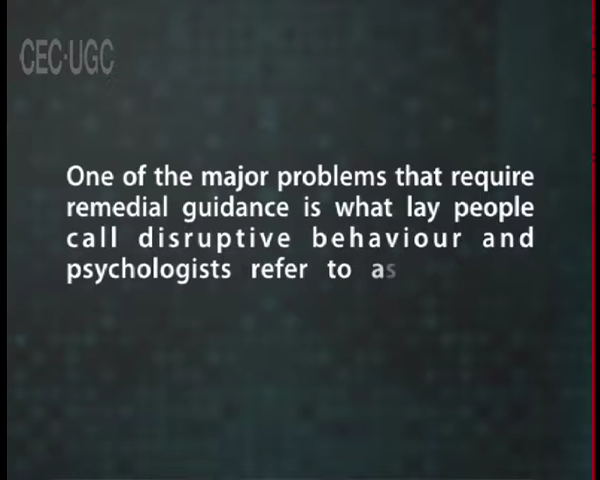 CEC-UGC
One of the major problems that require
remedial guidance is what lay people
call disruptive behaviour and
psychologists refer to as